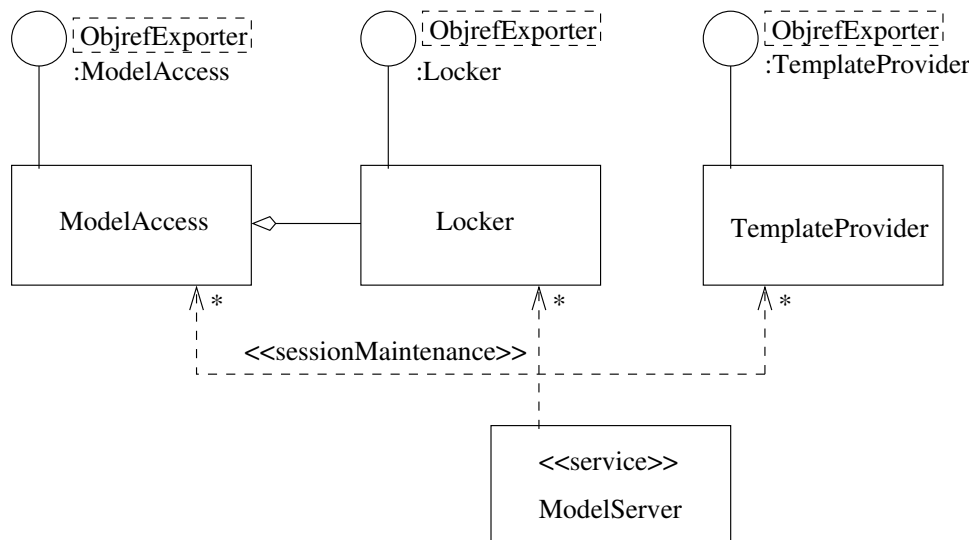 ObjrefExporter
:ModelAccess
ObjrefExporter
:Locker
ObjrefExporter
:TemplateProvider
ModelAccess
Locker
TemplateProvider
*
*
*
<<sessionMaintenance>>
<<service>>
ModelServer